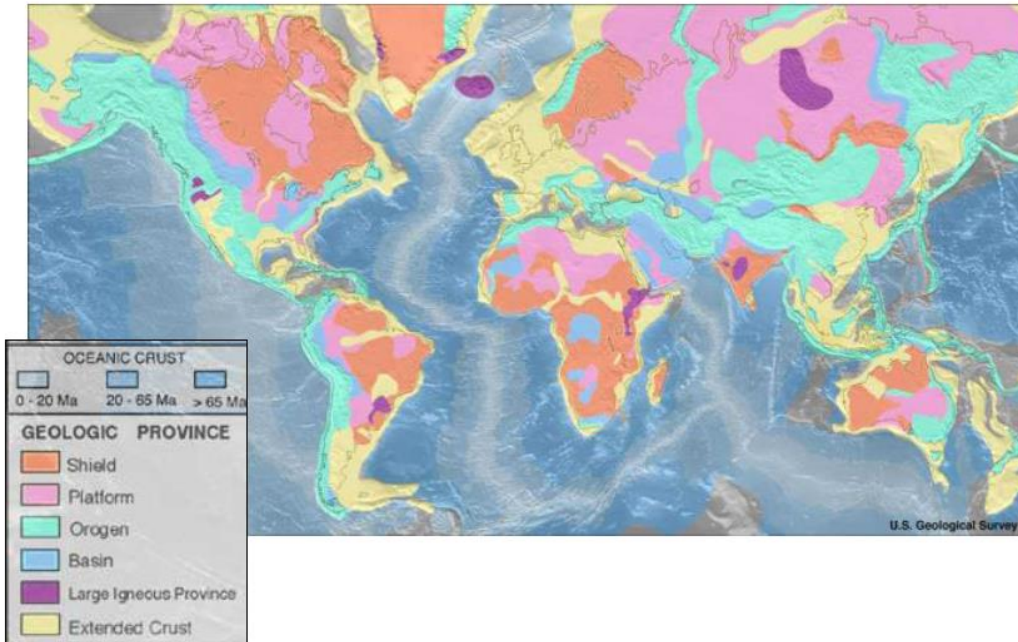 U.S. Geological Survey
OCEANIC CRUST
0 - 20 Ma 20 - 65 Ma > 65 Ma
GEOLOGIC PROVINCE
Shield
Platform
Orogen
Basin
Large Igneous Province
Extended Crust